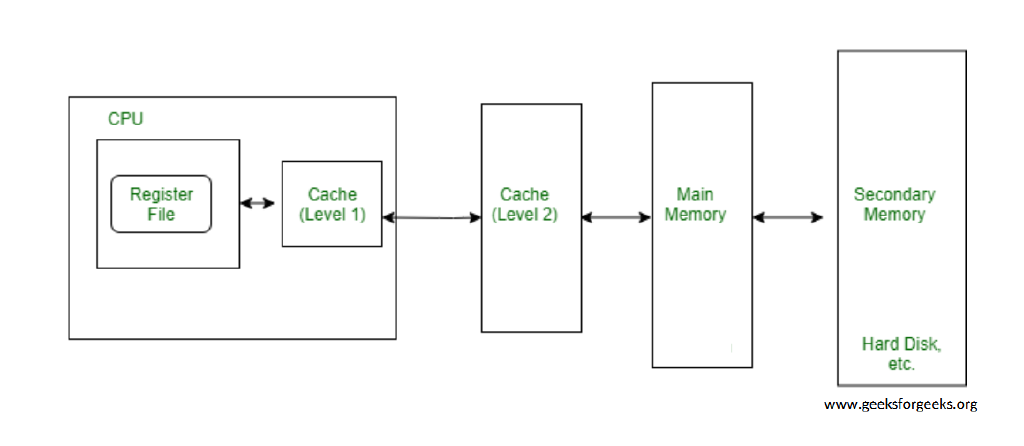 CPU
Register
File
Cache
(Level 1)
Cache
(Level 2)
Main
Memory
Secondary
Memory
Hard Disk,
etc.
www.geeksforgeeks.org